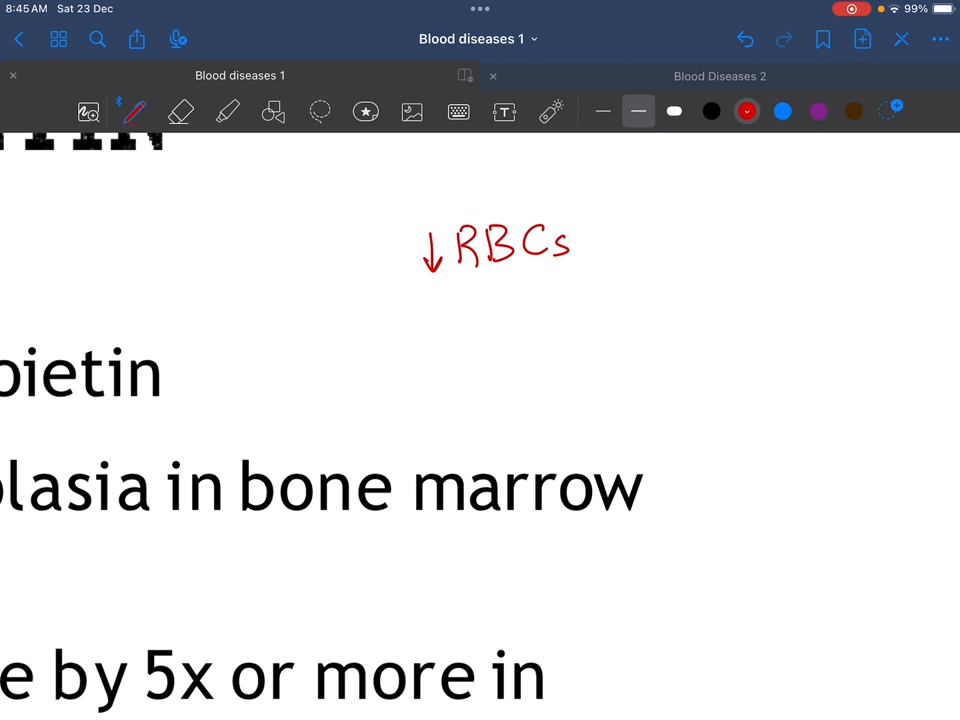 8:45 AM Sat 23 Dec 99%
Blood diseases 1
Blood diseases 1 Blood Diseases 2
T
↓ RBCs
oietin
lasia in bone marrow
e by 5x or more in